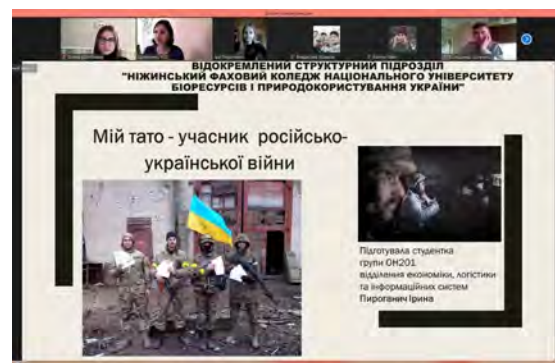 ВІДОКРЕМЛЕНИЙ СТРУКТУРНИЙ ПІДРОЗДІЛ
"НІЖИНСЬКИЙ ФАХОВИЙ КОЛЕДЖ НАЦІОНАЛЬНОГО УНІВЕРСИТЕТУ
БІОРЕСУРСІВ І ПРИРОДОКОРИСТУВАННЯ УКРАЇНИ"
Мій тато - учасник російсько-
української війни
Підготувала студентка
групи ОН201
відділення економіки, логістики
та інформаційних систем
Пироганич Ірина